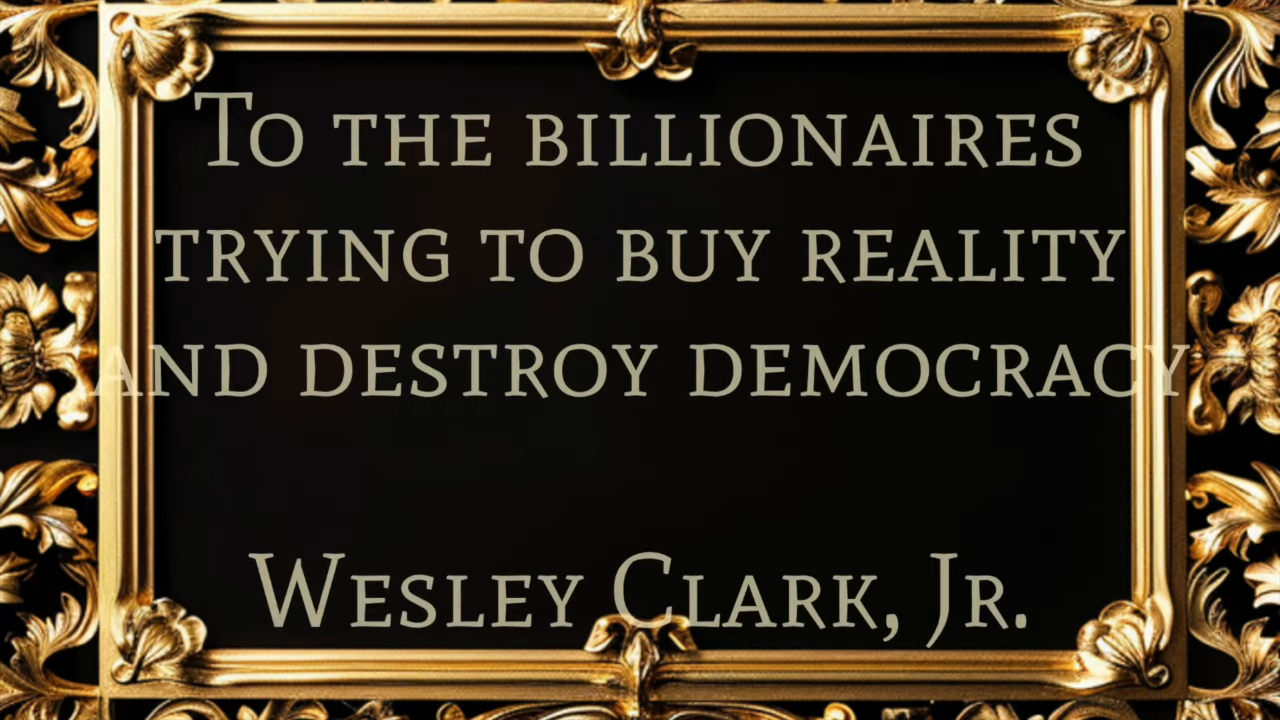 To the billionaires
trying to buy reality
and destroy democracy
Wesley Clark, Jr.